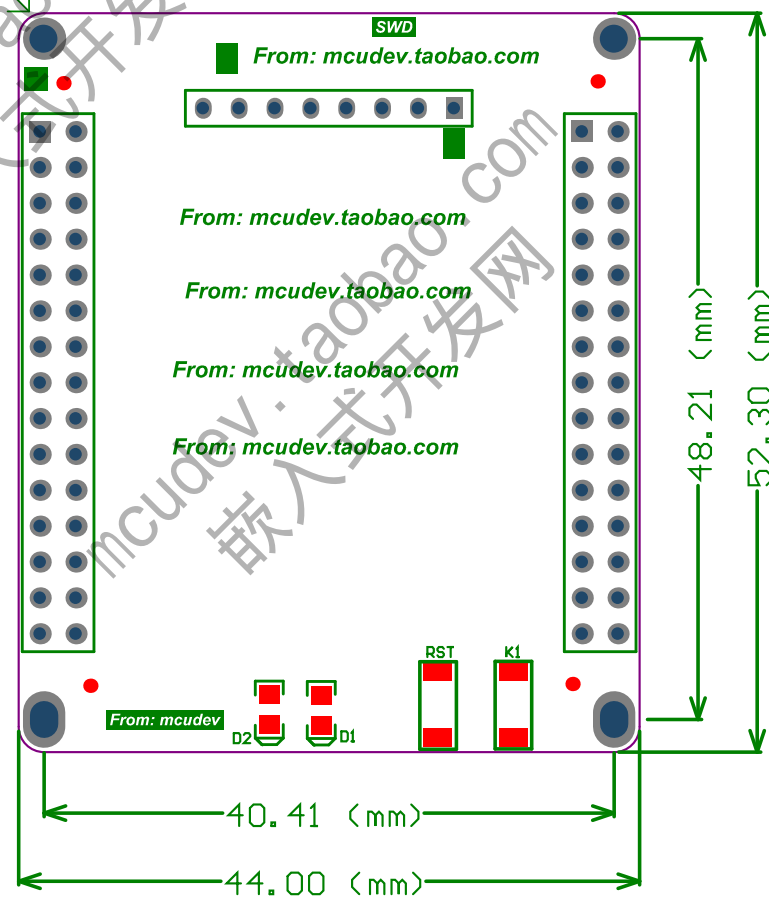 SWD
From: mcudev.taobao.com
From: mcudev.taobao.com
From: mcudev.taobao.com
From: mcudev.taobao.com
From: mcudev.taobao.com
mcudev.taobao.com
嵌入式开发网
48.21 (mm)
52.30 (mm)
RST
K1
From: mcudev
D2
D1
40.41 (mm)
44.00 (mm)